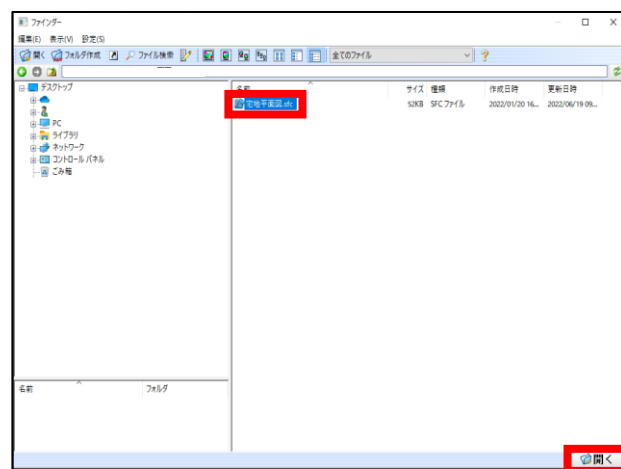 ファインダー
編集(E) 表示(V) 設定(S)
開く フォルダ作成 ファイル検索 全てのファイル
デスクトップ
PC
ライブラリ
ネットワーク
コントロール パネル
ごみ箱
名前 サイズ 種類 作成日時 更新日時
宅地平面図.sfc 52KB SFC ファイル 2022/01/20 16... 2022/06/19 09...
名前 フォルダ
開く